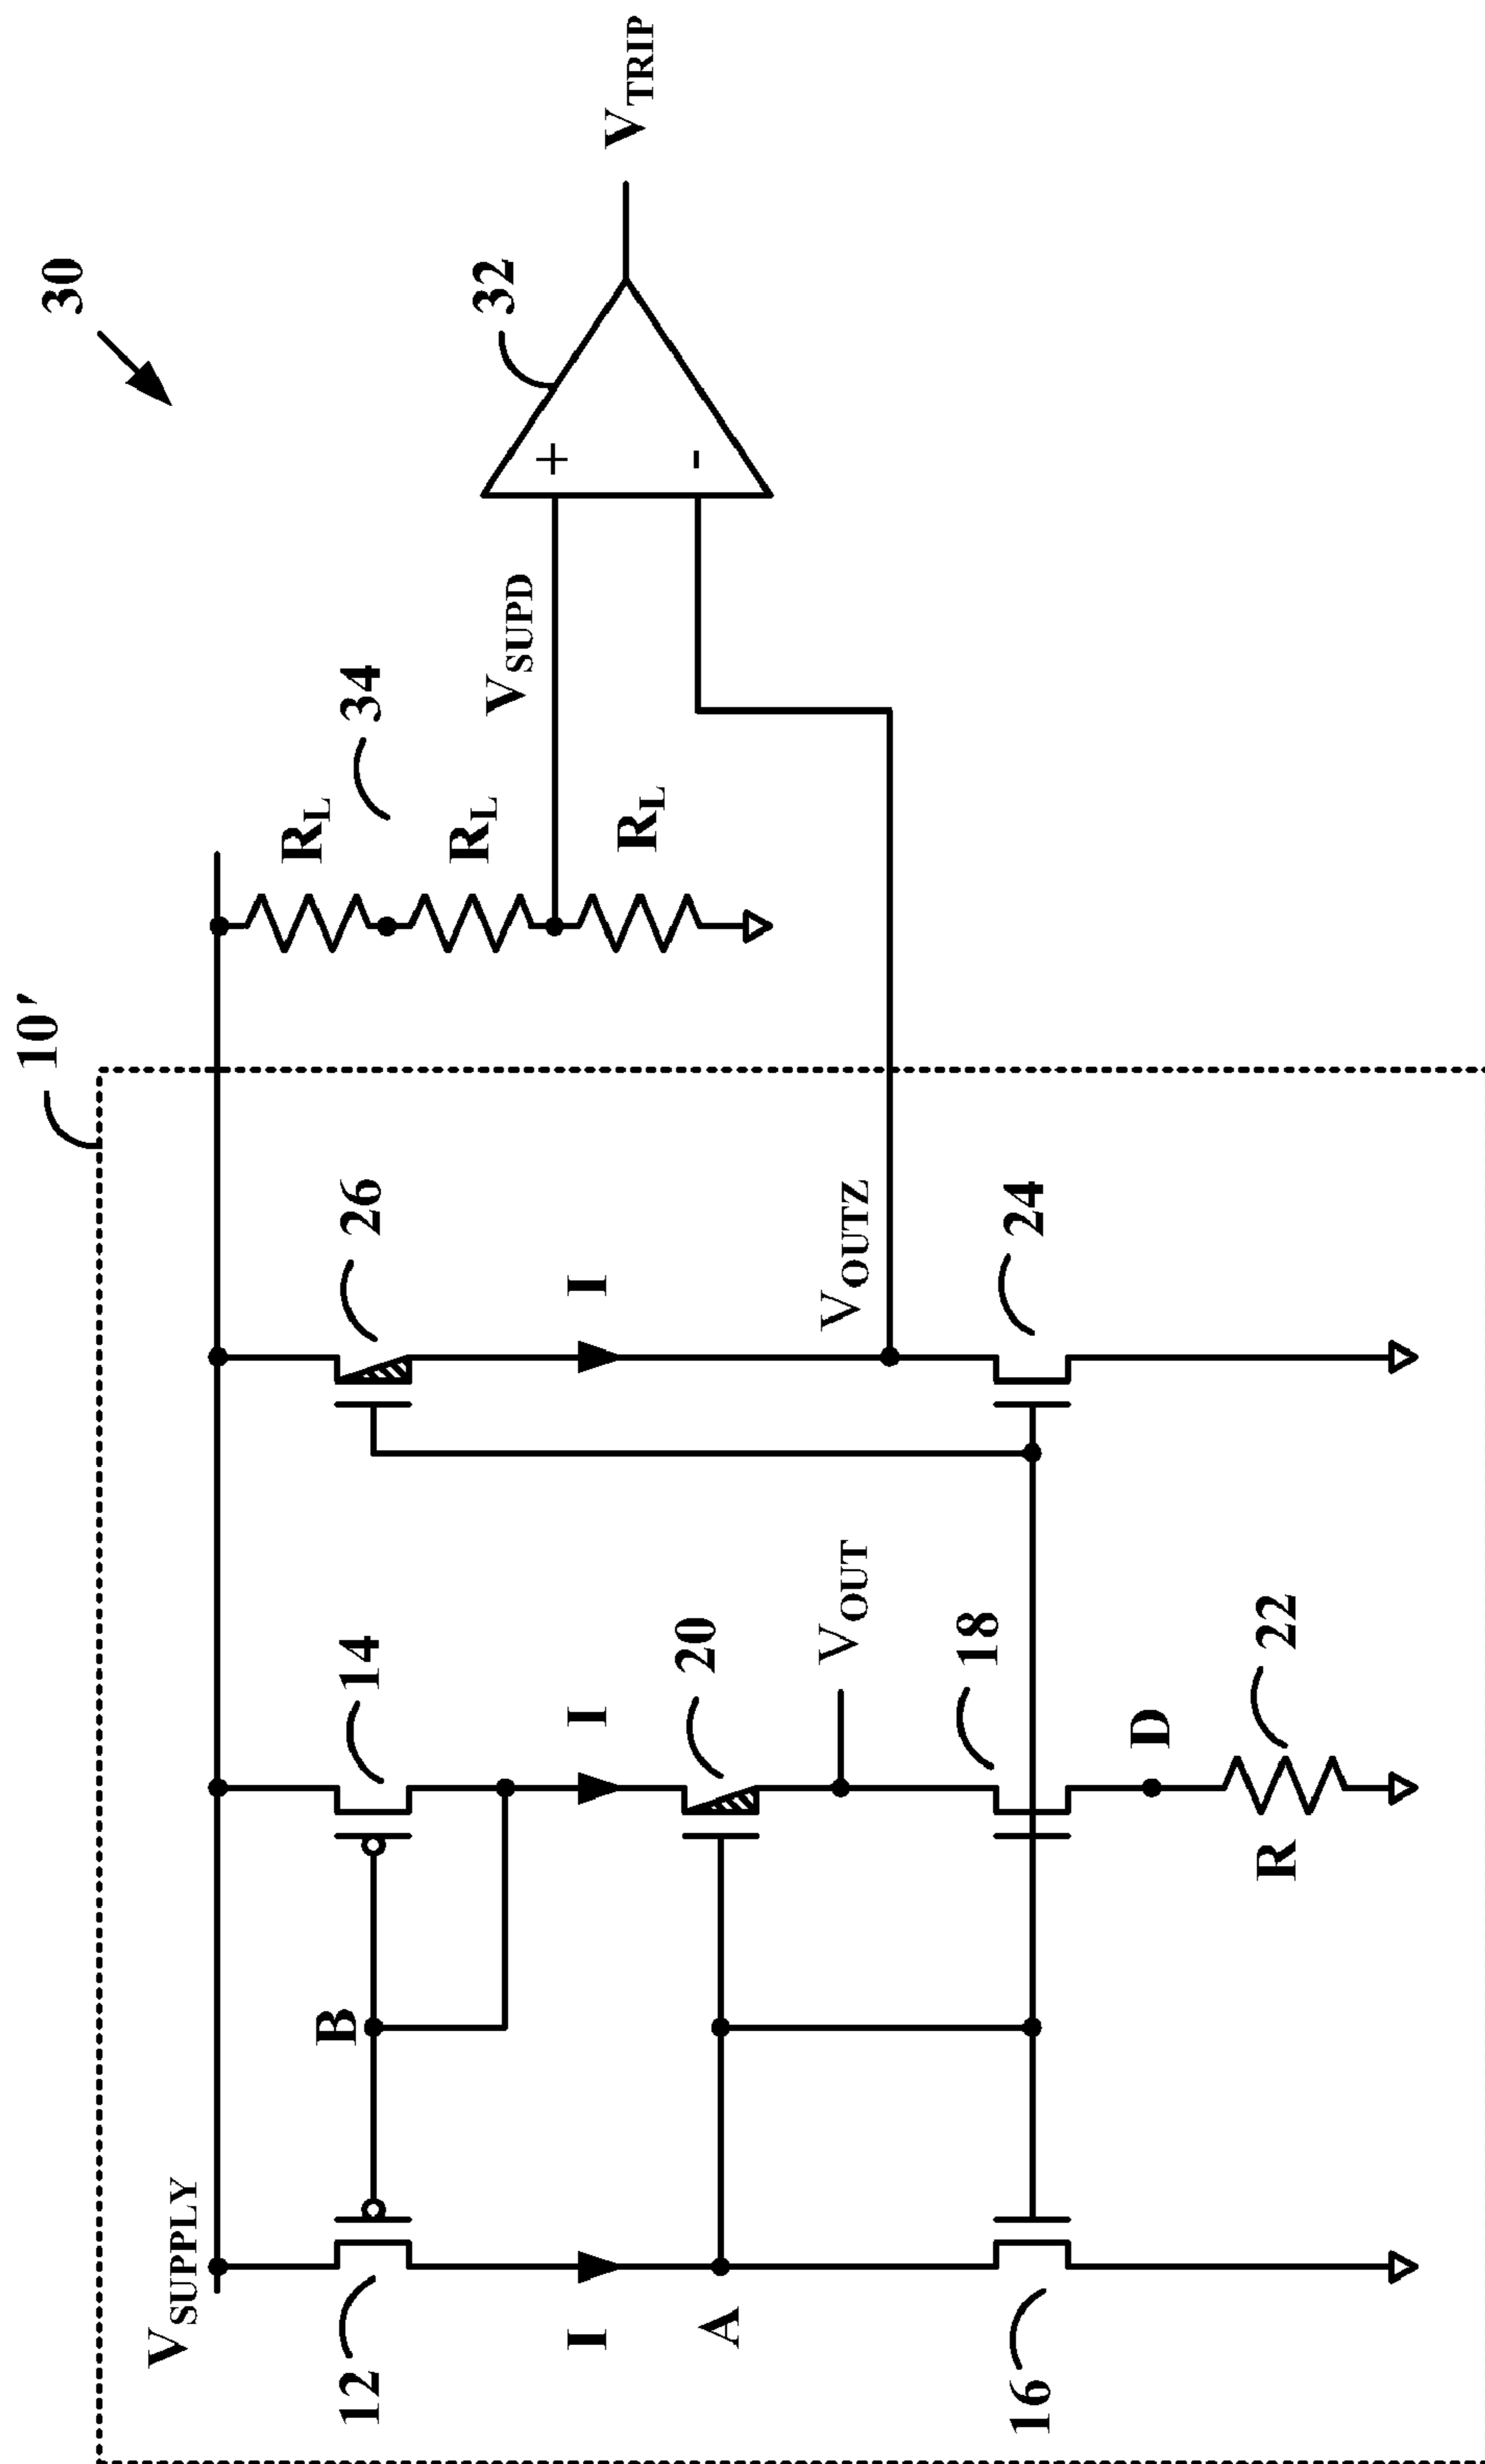 30
10′
V_SUPPLY
12
B
14
26
R_L
34
R_L
R_L
V_SUPD
32
+
-
V_TRIP
I
I
I
A
20
V_OUT
V_OUTZ
16
18
24
D
R
22